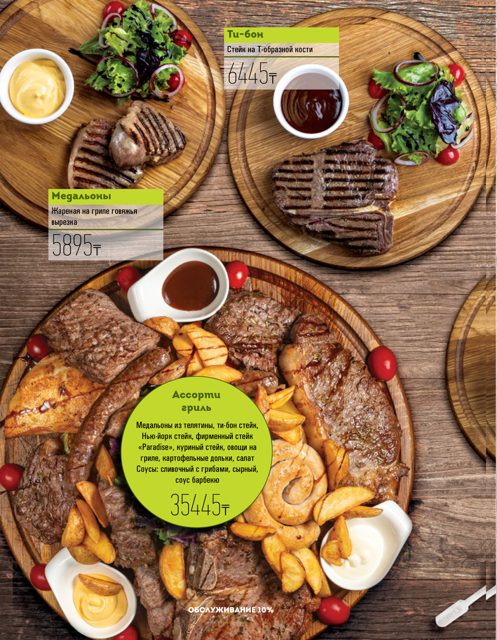 Ти-бон
Стейк на Т-образной кости
6445₸
Медальоны
Жареная на гриле говяжья
вырезка
5895₸
Ассорти
гриль
Медальоны из телятины, ти-бон стейк,
Нью-йорк стейк, фирменный стейк
«Paradise», куриный стейк, овощи на
гриле, картофельные дольки, салат
Соусы: сливочный с грибами, сырный,
соус барбекю
35445₸
ОБСЛУЖИВАНИЕ 10%